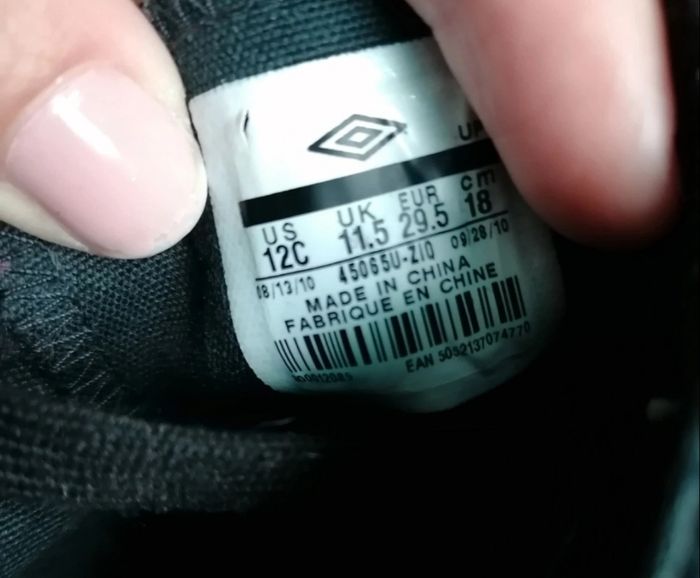 US UK EUR CM
12C 11.5 29.5 18
08/13/10 45065U-ZIQ 09/28/10
MADE IN CHINA
FABRIQUE EN CHINE
EAN 5052137074770